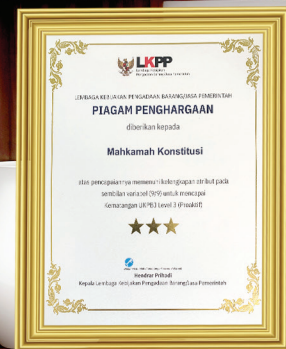 LKPP
LEMBAGA KEBIJAKAN PENGADAAN BARANG/JASA PEMERINTAH
PIAGAM PENGHARGAAN
diberikan kepada
Mahkamah Konstitusi
atas pencapaiannya memenuhi kelengkapan atribut pada
sembilan variabel (9/9) untuk mencapai
Kematangan UKPBJ Level 3 (Proaktif)
Hendrar Prihadi
Kepala Lembaga Kebijakan Pengadaan Barang/Jasa Pemerintah